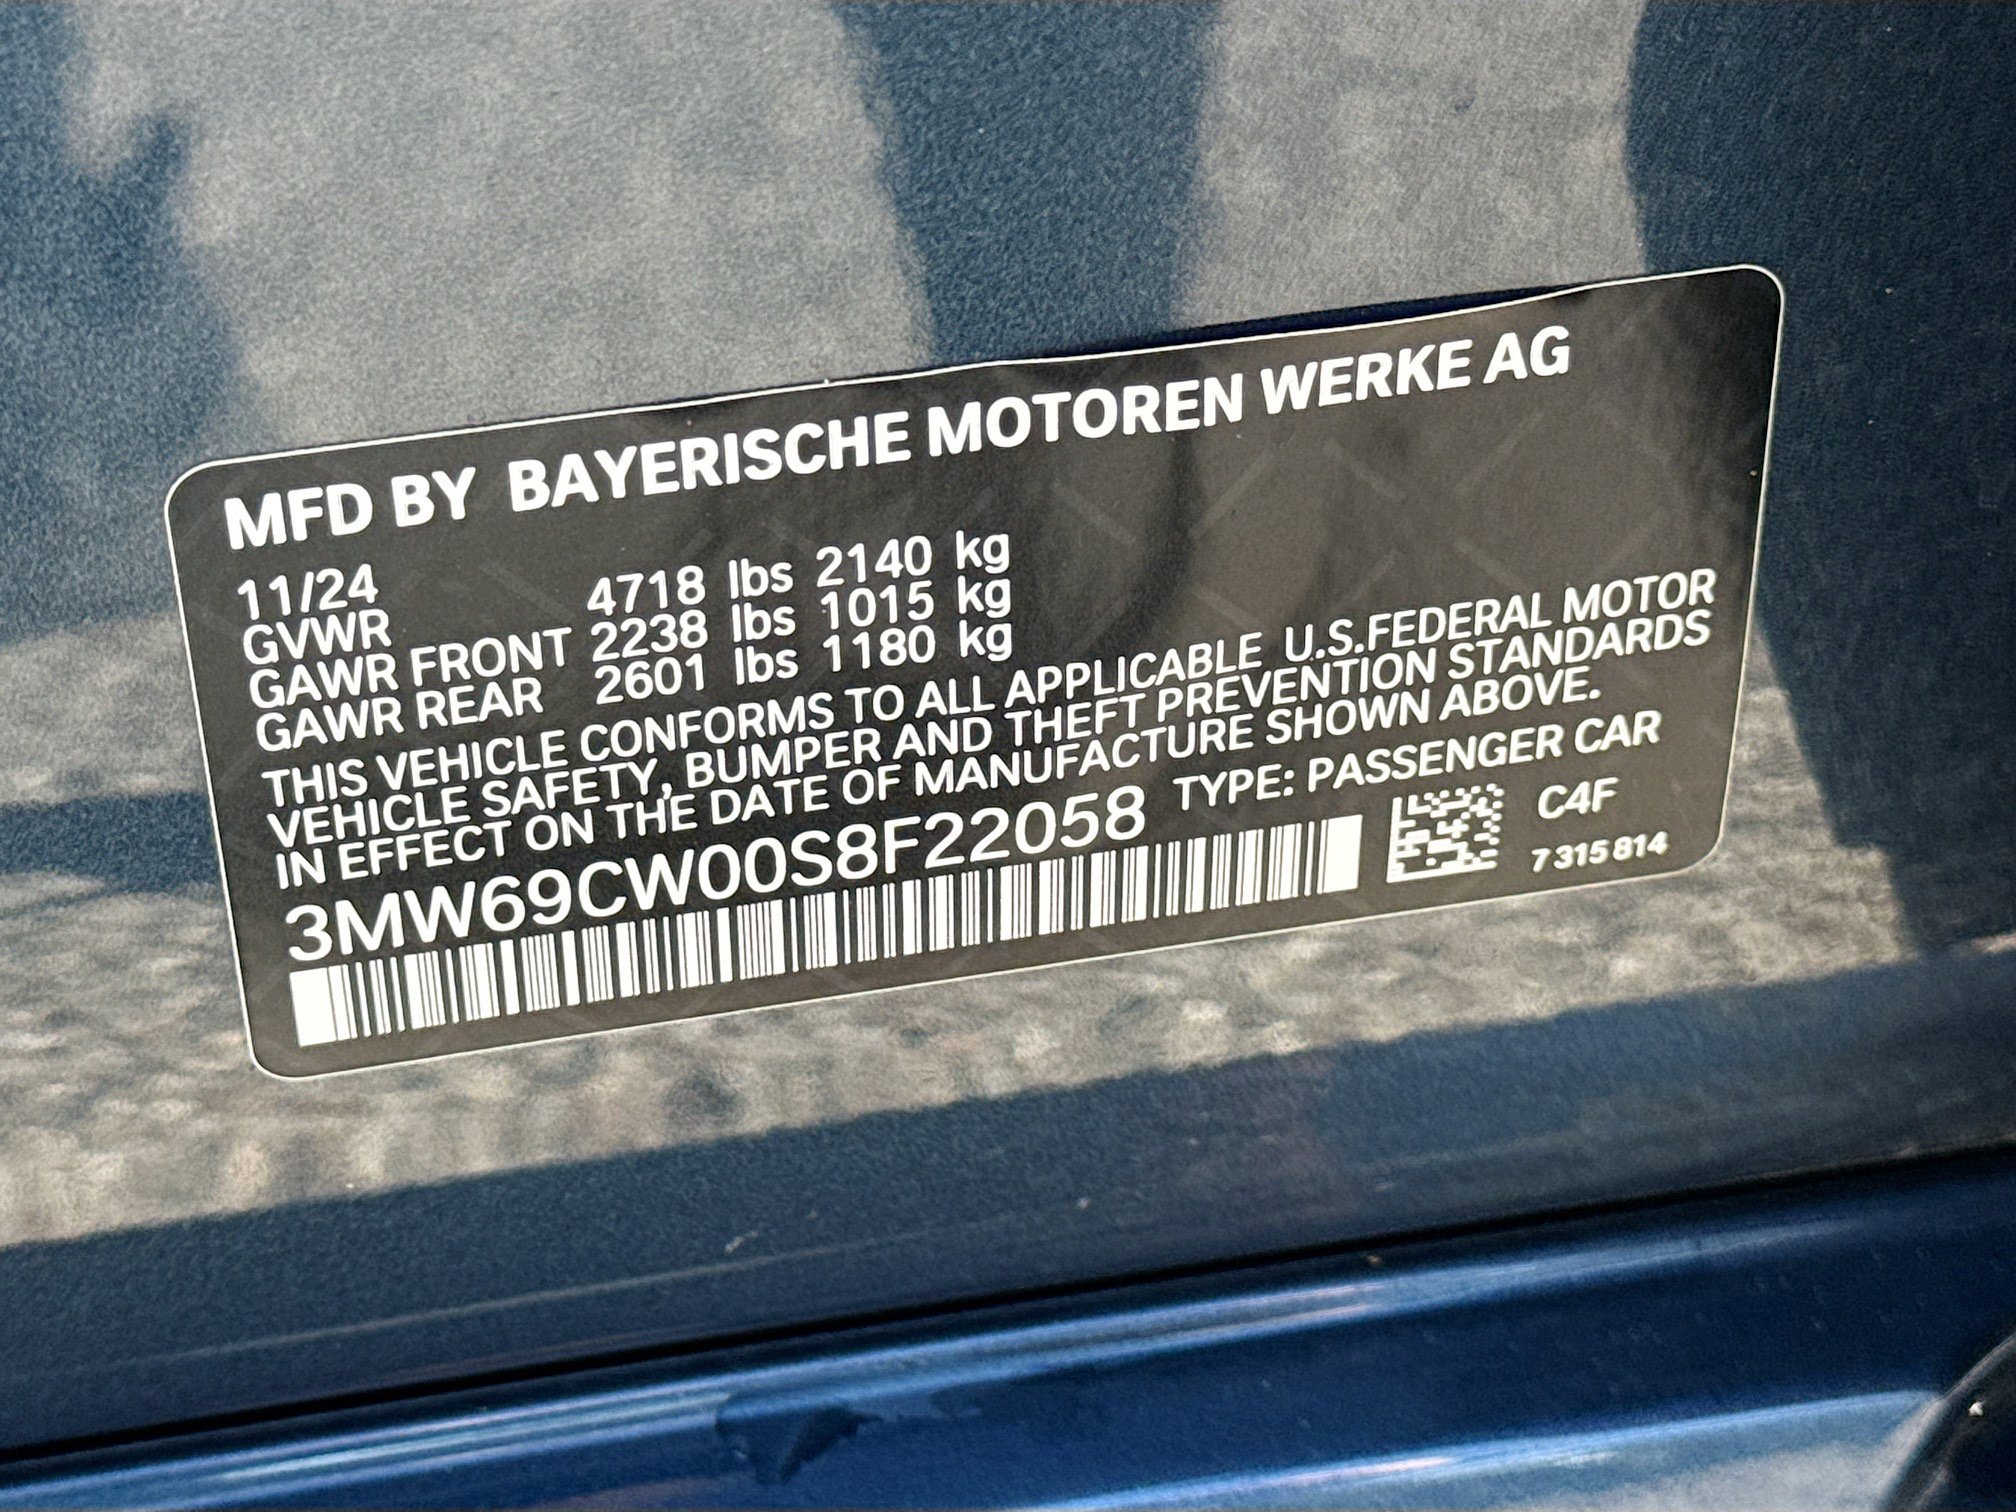 MFD BY BAYERISCHE MOTOREN WERKE AG
11/24
GVWR 4718 lbs 2140 kg
GAWR FRONT 2238 lbs 1015 kg
GAWR REAR 2601 lbs 1180 kg
THIS VEHICLE CONFORMS TO ALL APPLICABLE U.S.FEDERAL MOTOR
VEHICLE SAFETY, BUMPER AND THEFT PREVENTION STANDARDS
IN EFFECT ON THE DATE OF MANUFACTURE SHOWN ABOVE.
3MW69CW00S8F22058 TYPE: PASSENGER CAR
C4F
7 315 814